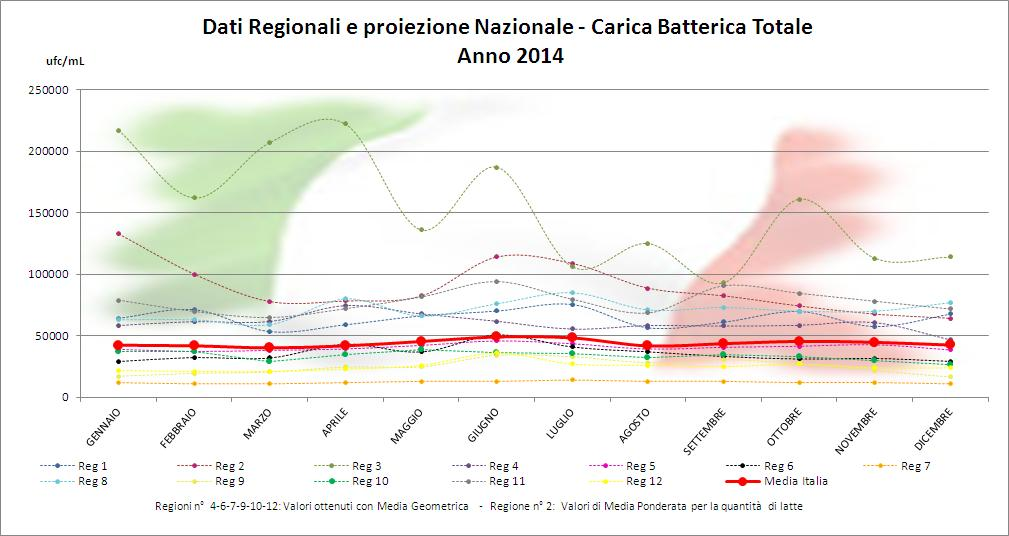 Dati Regionali e proiezione Nazionale - Carica Batterica Totale
Anno 2014
ufc/mL
250000
200000
150000
100000
50000
0
GENNAIO
FEBBRAIO
MARZO
APRILE
MAGGIO
GIUGNO
LUGLIO
AGOSTO
SETTEMBRE
OTTOBRE
NOVEMBRE
DICEMBRE
Reg 1 Reg 2 Reg 3 Reg 4 Reg 5 Reg 6 Reg 7
Reg 8 Reg 9 Reg 10 Reg 11 Reg 12 Media Italia
Regioni n° 4-6-7-9-10-12: Valori ottenuti con Media Geometrica - Regione n° 2: Valori di Media Ponderata per la quantità di latte